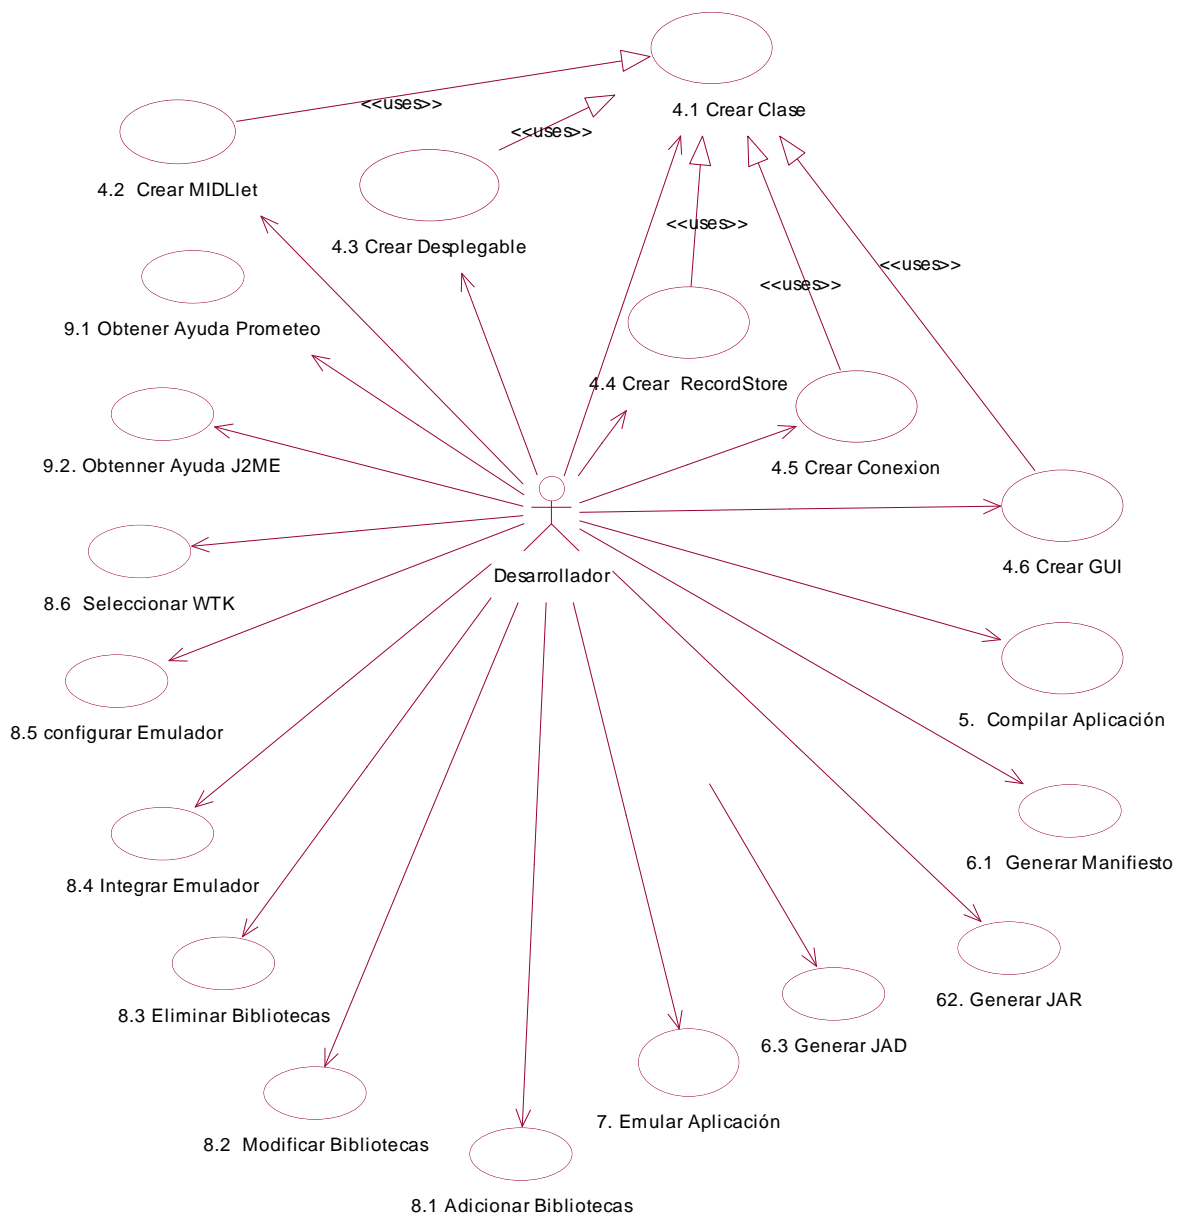 <<uses>>
4.1 Crear Clase
<<uses>>
4.2 Crear MIDLlet
4.3 Crear Desplegable
<<uses>>
<<uses>>
<<uses>>
9.1 Obtener Ayuda Prometeo
4.4 Crear RecordStore
9.2. Obtenner Ayuda J2ME
4.5 Crear Conexion
4.6 Crear GUI
Desarrollador
8.6 Seleccionar WTK
5. Compilar Aplicación
8.5 configurar Emulador
6.1 Generar Manifiesto
8.4 Integrar Emulador
62. Generar JAR
8.3 Eliminar Bibliotecas
6.3 Generar JAD
7. Emular Aplicación
8.2 Modificar Bibliotecas
8.1 Adicionar Bibliotecas